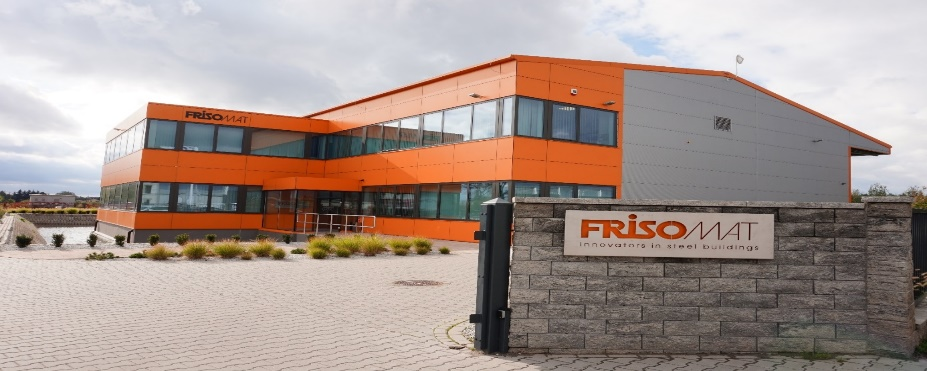 FRISOMAT
FRISOMAT
innovators in steel buildings